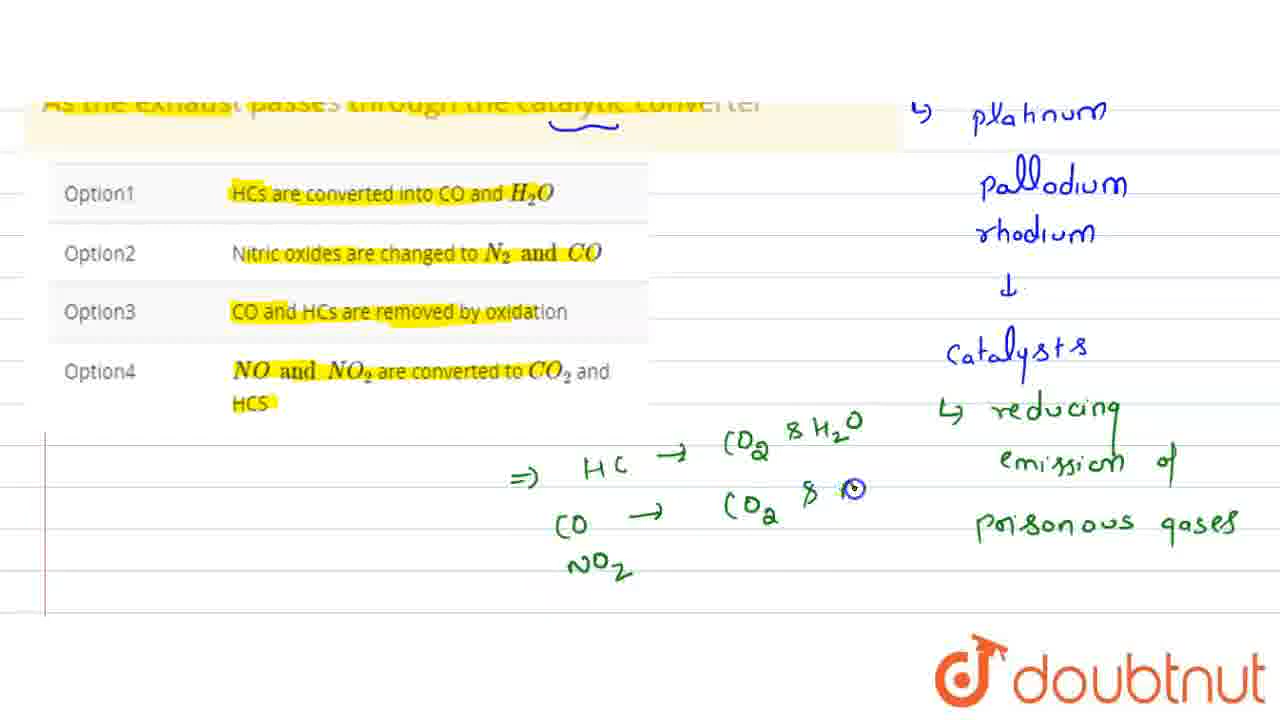 As the exhaust passes through the catalytic converter
Option1 HCs are converted into CO and H₂O
Option2 Nitric oxides are changed to N₂ and CO
Option3 CO and HCs are removed by oxidation
Option4 NO and NO₂ are converted to CO₂ and
HCS
↳ platinum
palladium
rhodium
↓
catalysts
↳ reducing
emission of
poisonous gases
⇒ HC → CO₂ & H₂O
CO → CO₂ &
NO₂
doubtnut